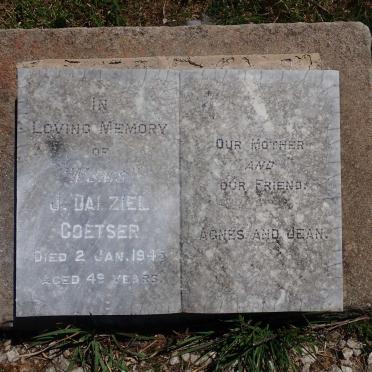 IN
LOVING MEMORY
OF
J. DALZIEL
COETSER
DIED 2 JAN. 1945
AGED 49 YEARS.
OUR MOTHER
AND
OUR FRIEND.
AGNES AND JEAN.